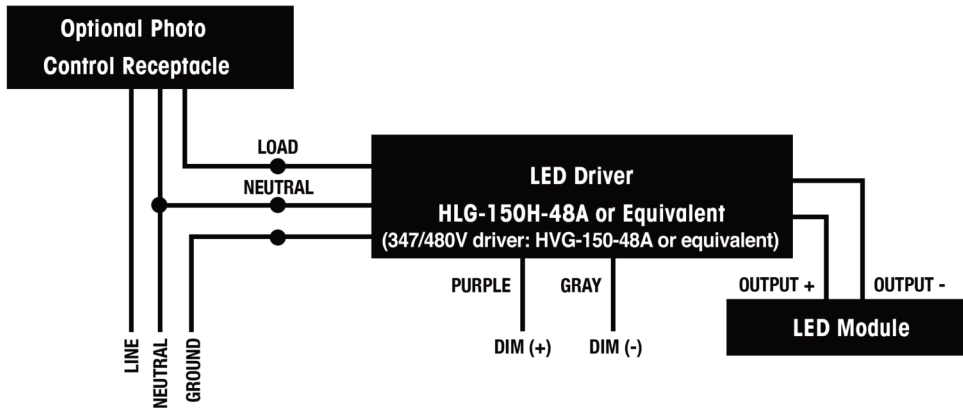 Optional Photo
Control Receptacle
LOAD
NEUTRAL
LED Driver
HLG-150H-48A or Equivalent
(347/480V driver: HVG-150-48A or equivalent)
PURPLE
GRAY
OUTPUT +
OUTPUT -
LED Module
DIM (+)
DIM (-)
LINE
NEUTRAL
GROUND